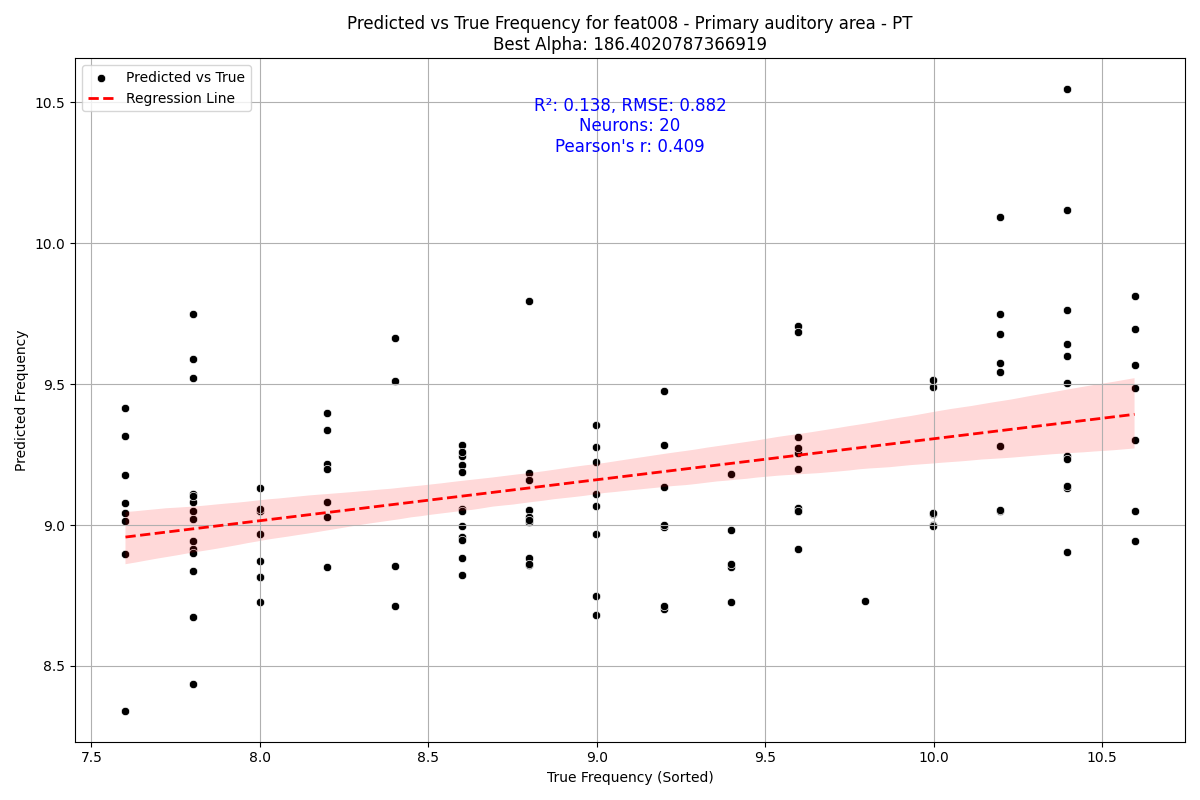 Predicted vs True Frequency for feat008 - Primary auditory area - PT
Best Alpha: 186.4020787366919
Predicted vs True
Regression Line
R²: 0.138, RMSE: 0.882
Neurons: 20
Pearson's r: 0.409
Predicted Frequency
10.5
10.0
9.5
9.0
8.5
7.5 8.0 8.5 9.0 9.5 10.0 10.5
True Frequency (Sorted)